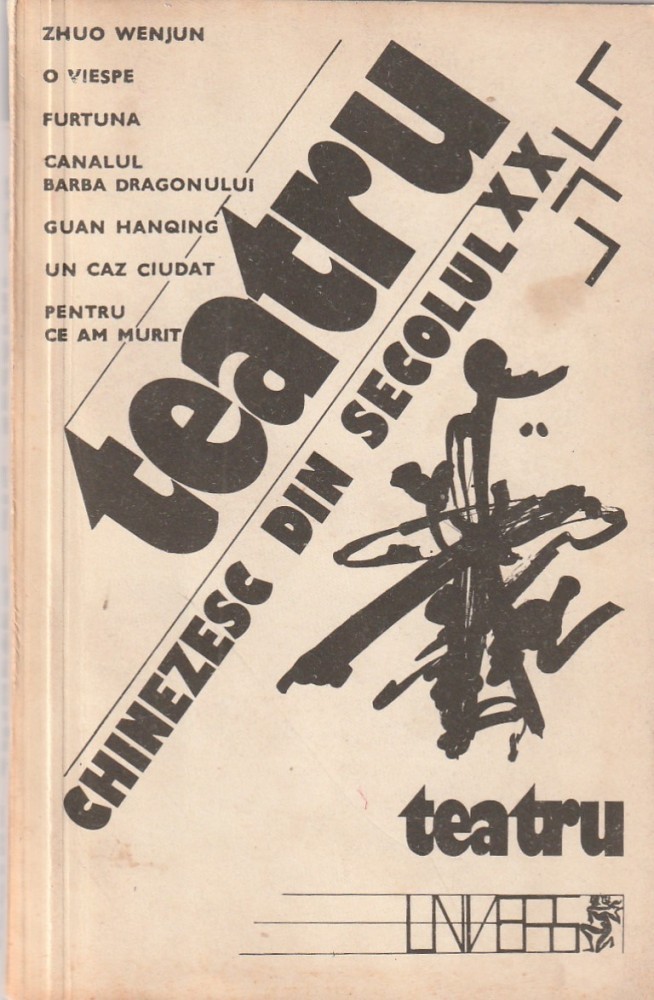 ZHUO WENJUN
O VIESPE
FURTUNA
CANALUL
BARBA DRAGONULUI
GUAN HANQING
UN CAZ CIUDAT
PENTRU
CE AM MURIT
teatru
CHINEZESC DIN SECOLUL XX
teatru
UNIVERS